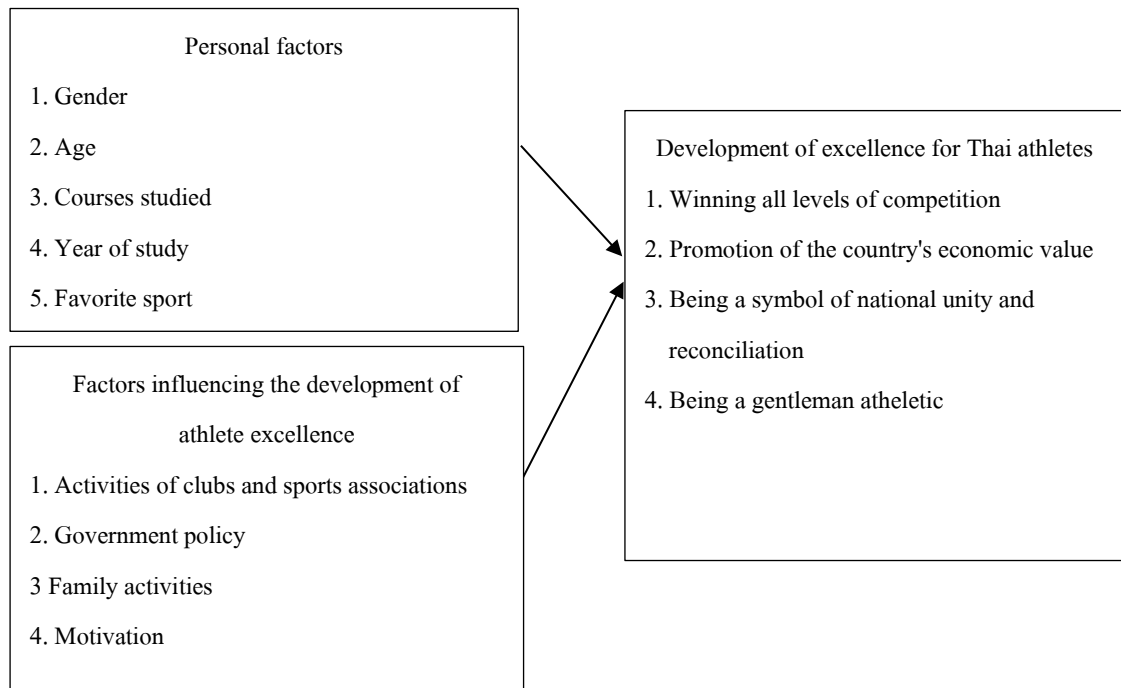 Personal factors
1. Gender
2. Age
3. Courses studied
4. Year of study
5. Favorite sport
Factors influencing the development of
athlete excellence
1. Activities of clubs and sports associations
2. Government policy
3 Family activities
4. Motivation
Development of excellence for Thai athletes
1. Winning all levels of competition
2. Promotion of the country's economic value
3. Being a symbol of national unity and
reconciliation
4. Being a gentleman atheletic